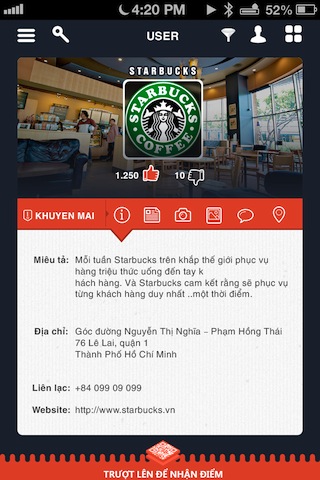 4:20 PM
52%
USER
STARBUCKS
STARBUCKS
COFFEE
1.250
10
KHUYEN MAI
Miêu tả: Mỗi tuần Starbucks trên khắp thế giới phục vụ
hàng triệu thức uống đến tay k
hách hàng. Và Starbucks cam kết rằng sẽ phục vụ
từng khách hàng duy nhất ..một thời điểm.
Địa chỉ: Góc đường Nguyễn Thị Nghĩa – Phạm Hồng Thái
76 Lê Lai, quận 1
Thành Phố Hồ Chí Minh
Liên lạc: +84 099 09 099
Website: http://www.starbucks.vn
TRƯỢT LÊN ĐỂ NHẬN ĐIỂM